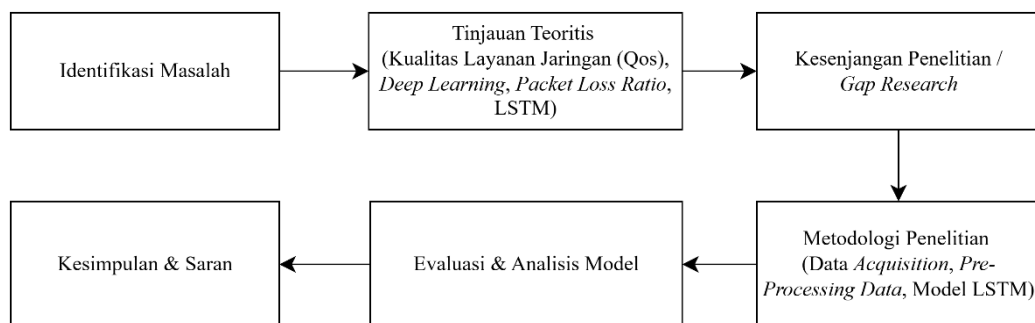 Identifikasi Masalah
Tinjauan Teoritis
(Kualitas Layanan Jaringan (Qos),
Deep Learning, Packet Loss Ratio,
LSTM)
Kesenjangan Penelitian /
Gap Research
Metodologi Penelitian
(Data Acquisition, Pre-
Processing Data, Model LSTM)
Evaluasi & Analisis Model
Kesimpulan & Saran